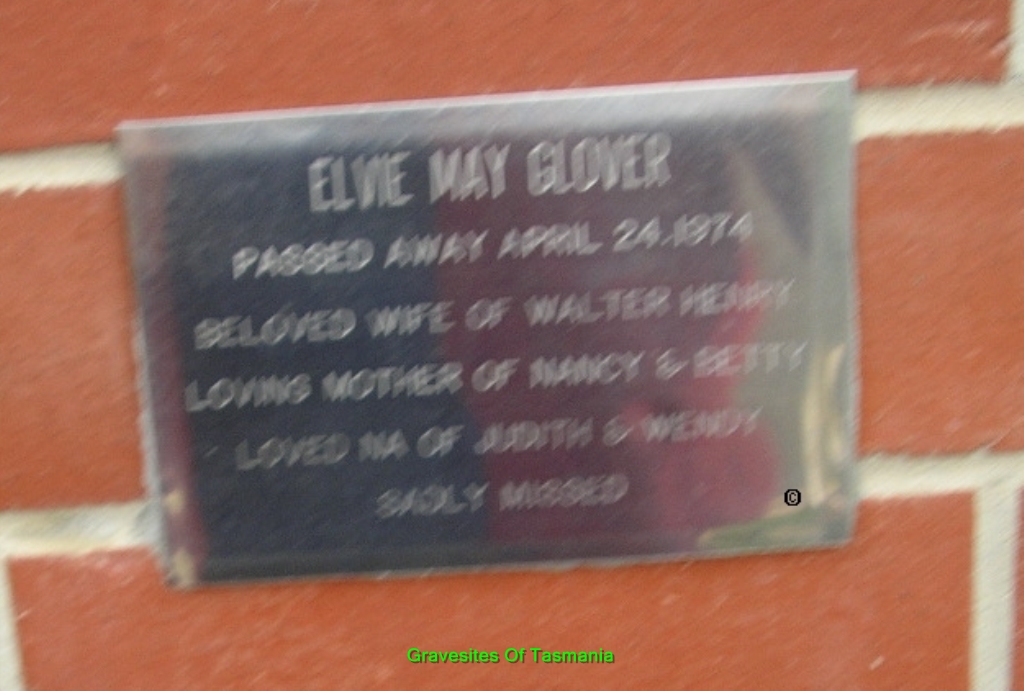 ELVIE MAY GLOVER
PASSED AWAY APRIL 24.1974
BELOVED WIFE OF WALTER HENRY
LOVING MOTHER OF NANCY & BETTY
LOVED NA OF JUDITH & WENDY
SADLY MISSED
©
Gravesites Of Tasmania